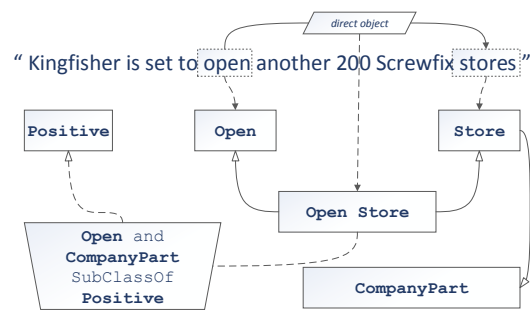 direct object
“ Kingfisher is set to open another 200 Screwfix stores ”
Positive
Open
Store
Open Store
Open and
CompanyPart
SubClassOf
Positive
CompanyPart